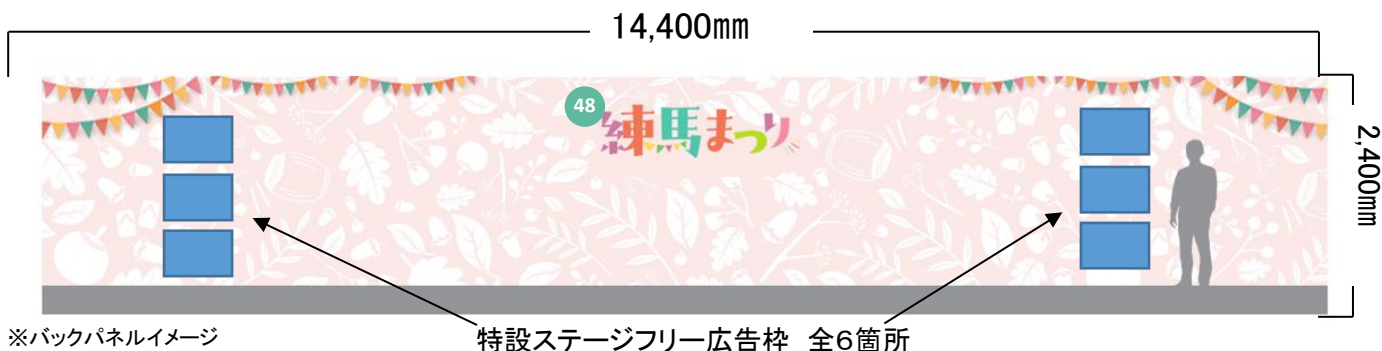 14,400㎜
48
練馬まつり
2,400㎜
※バックパネルイメージ
特設ステージフリー広告枠 全６箇所